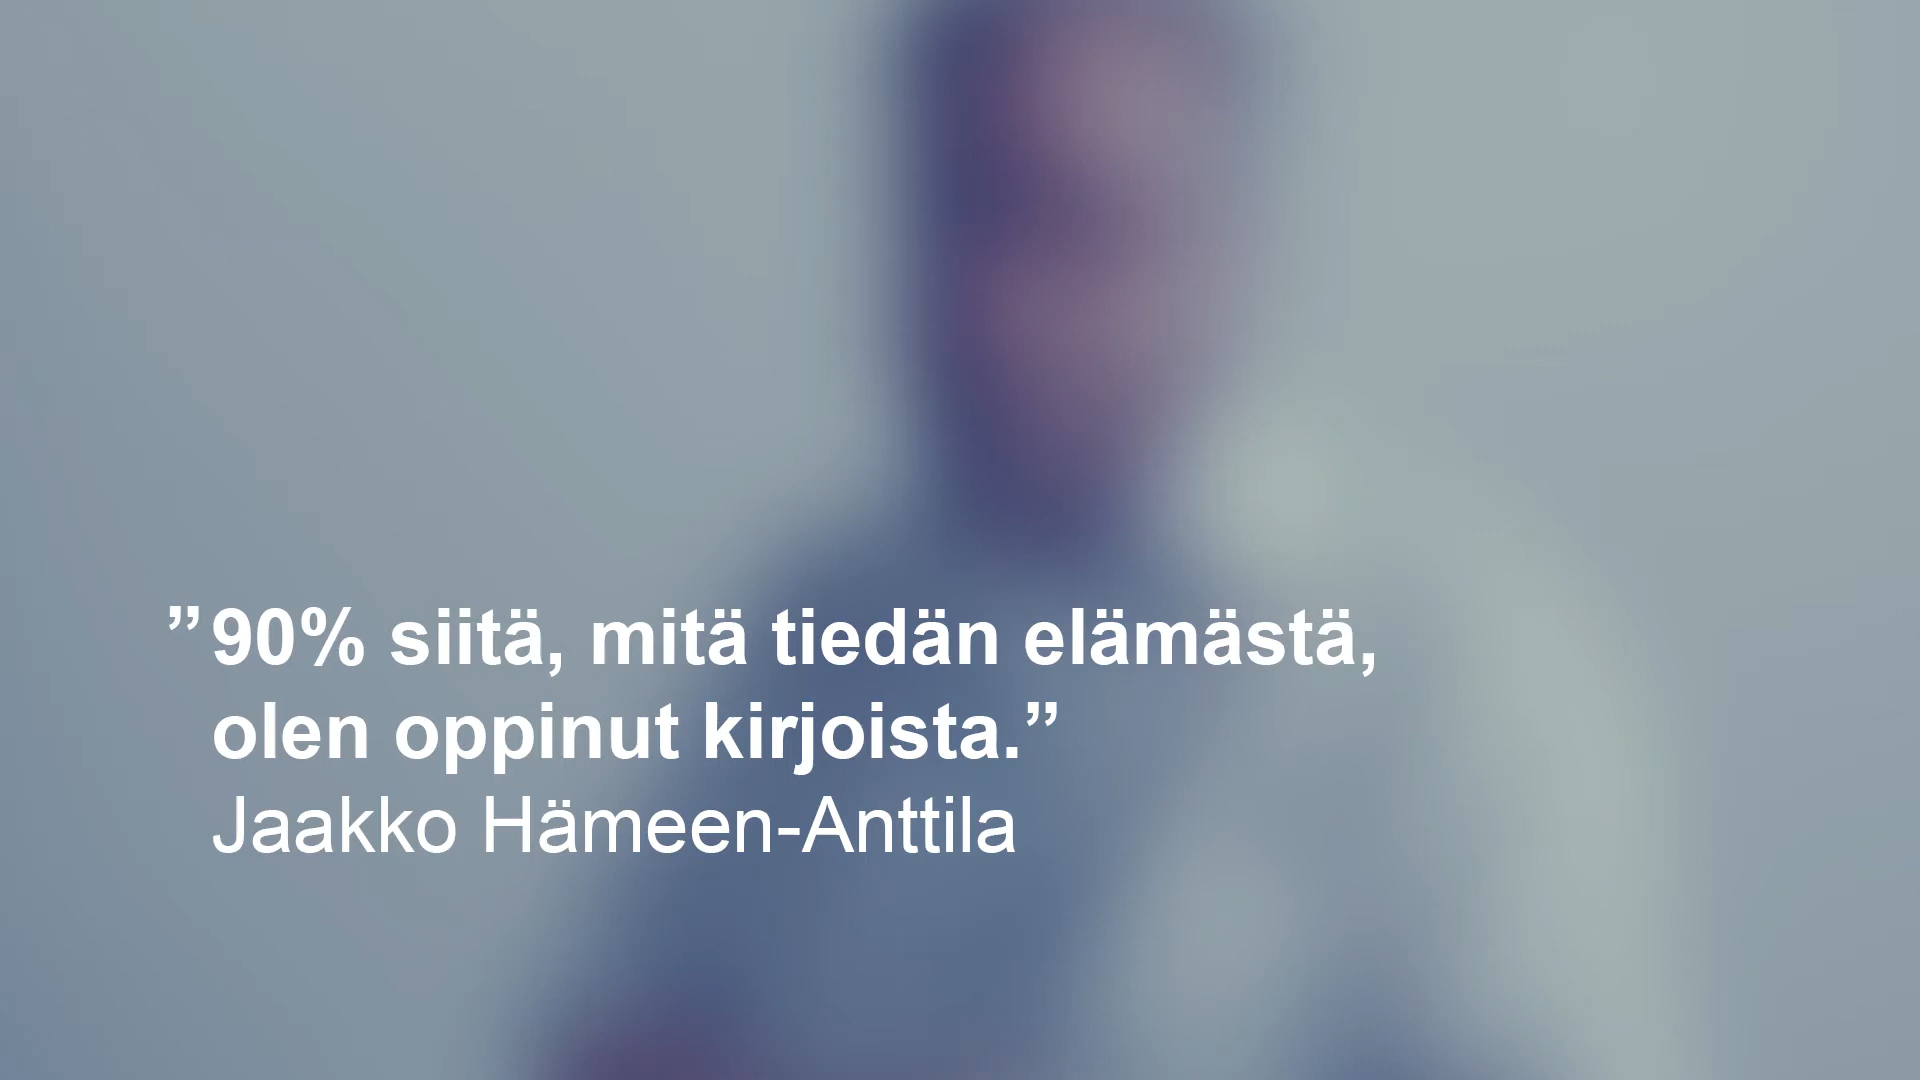 ”90% siitä, mitä tiedän elämästä,
olen oppinut kirjoista.”
Jaakko Hämeen-Anttila